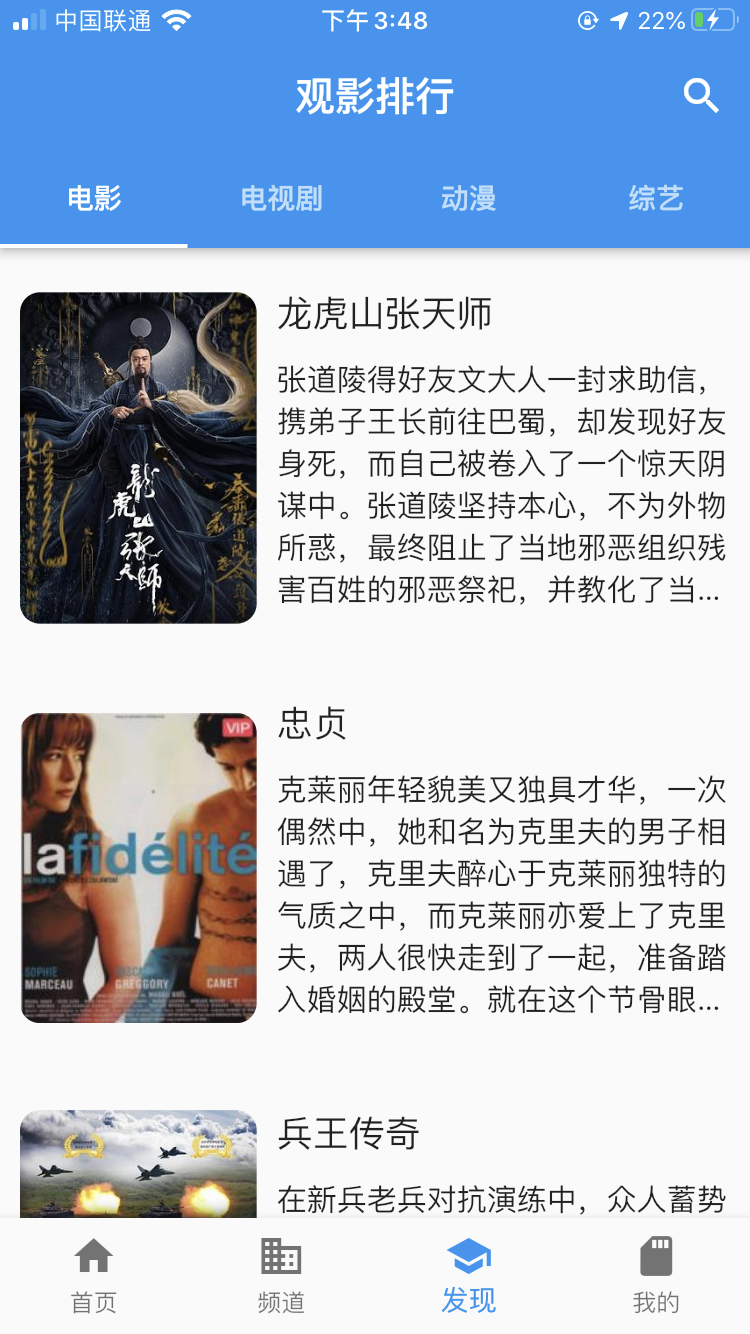 中国联通 下午3:48 22%
观影排行
电影 电视剧 动漫 综艺
龙虎山张天师
张道陵得好友文大人一封求助信，
携弟子王长前往巴蜀，却发现好友
身死，而自己被卷入了一个惊天阴
谋中。张道陵坚持本心，不为外物
所惑，最终阻止了当地邪恶组织残
害百姓的邪恶祭祀，并教化了当...
龍
虎
山
张
天
師
忠贞
克莱丽年轻貌美又独具才华，一次
偶然中，她和名为克里夫的男子相
遇了，克里夫醉心于克莱丽独特的
气质之中，而克莱丽亦爱上了克里
夫，两人很快走到了一起，准备踏
入婚姻的殿堂。就在这个节骨眼...
VIP
lafidélité
SOPHIE
MARCEAU
GREGGORY
CANET
兵王传奇
在新兵老兵对抗演练中，众人蓄势
首页 频道 发现 我的